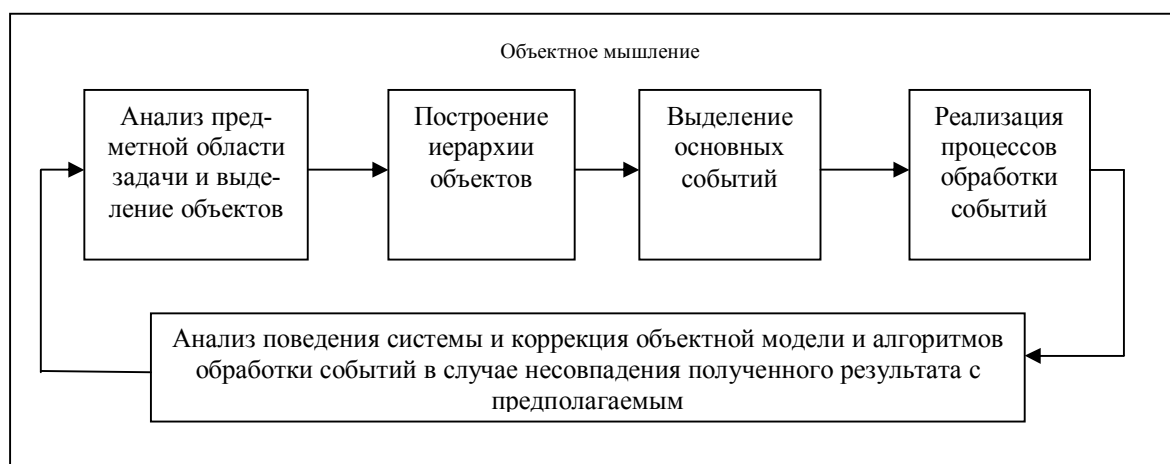 Объектное мышление
Анализ пред-
метной области
задачи и выде-
ление объектов
Построение
иерархии
объектов
Выделение
основных
событий
Реализация
процессов
обработки
событий
Анализ поведения системы и коррекция объектной модели и алгоритмов
обработки событий в случае несовпадения полученного результата с
предполагаемым